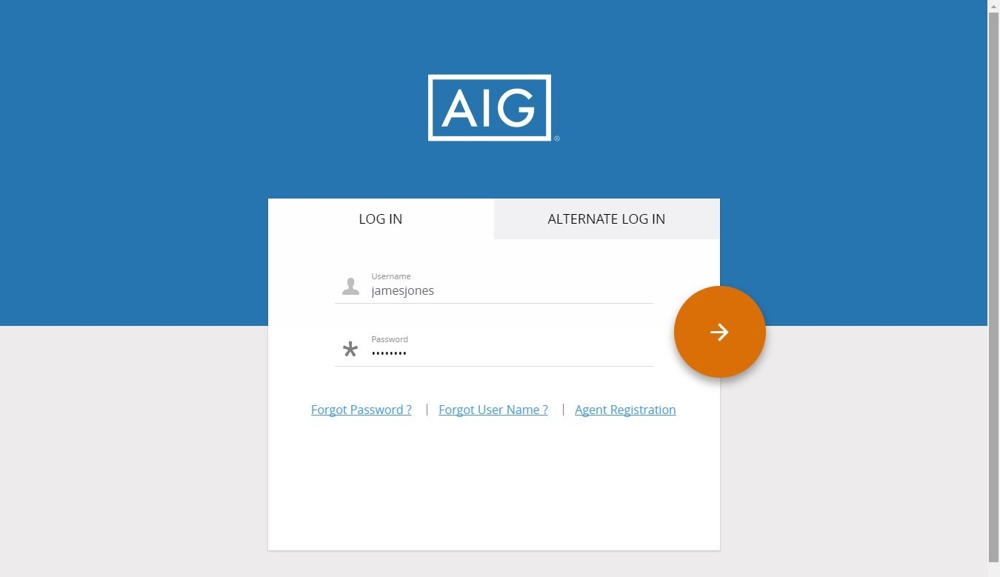 AIG
®
LOG IN
ALTERNATE LOG IN
Username
jamesjones
Password
••••••••
Forgot Password ? | Forgot User Name ? | Agent Registration